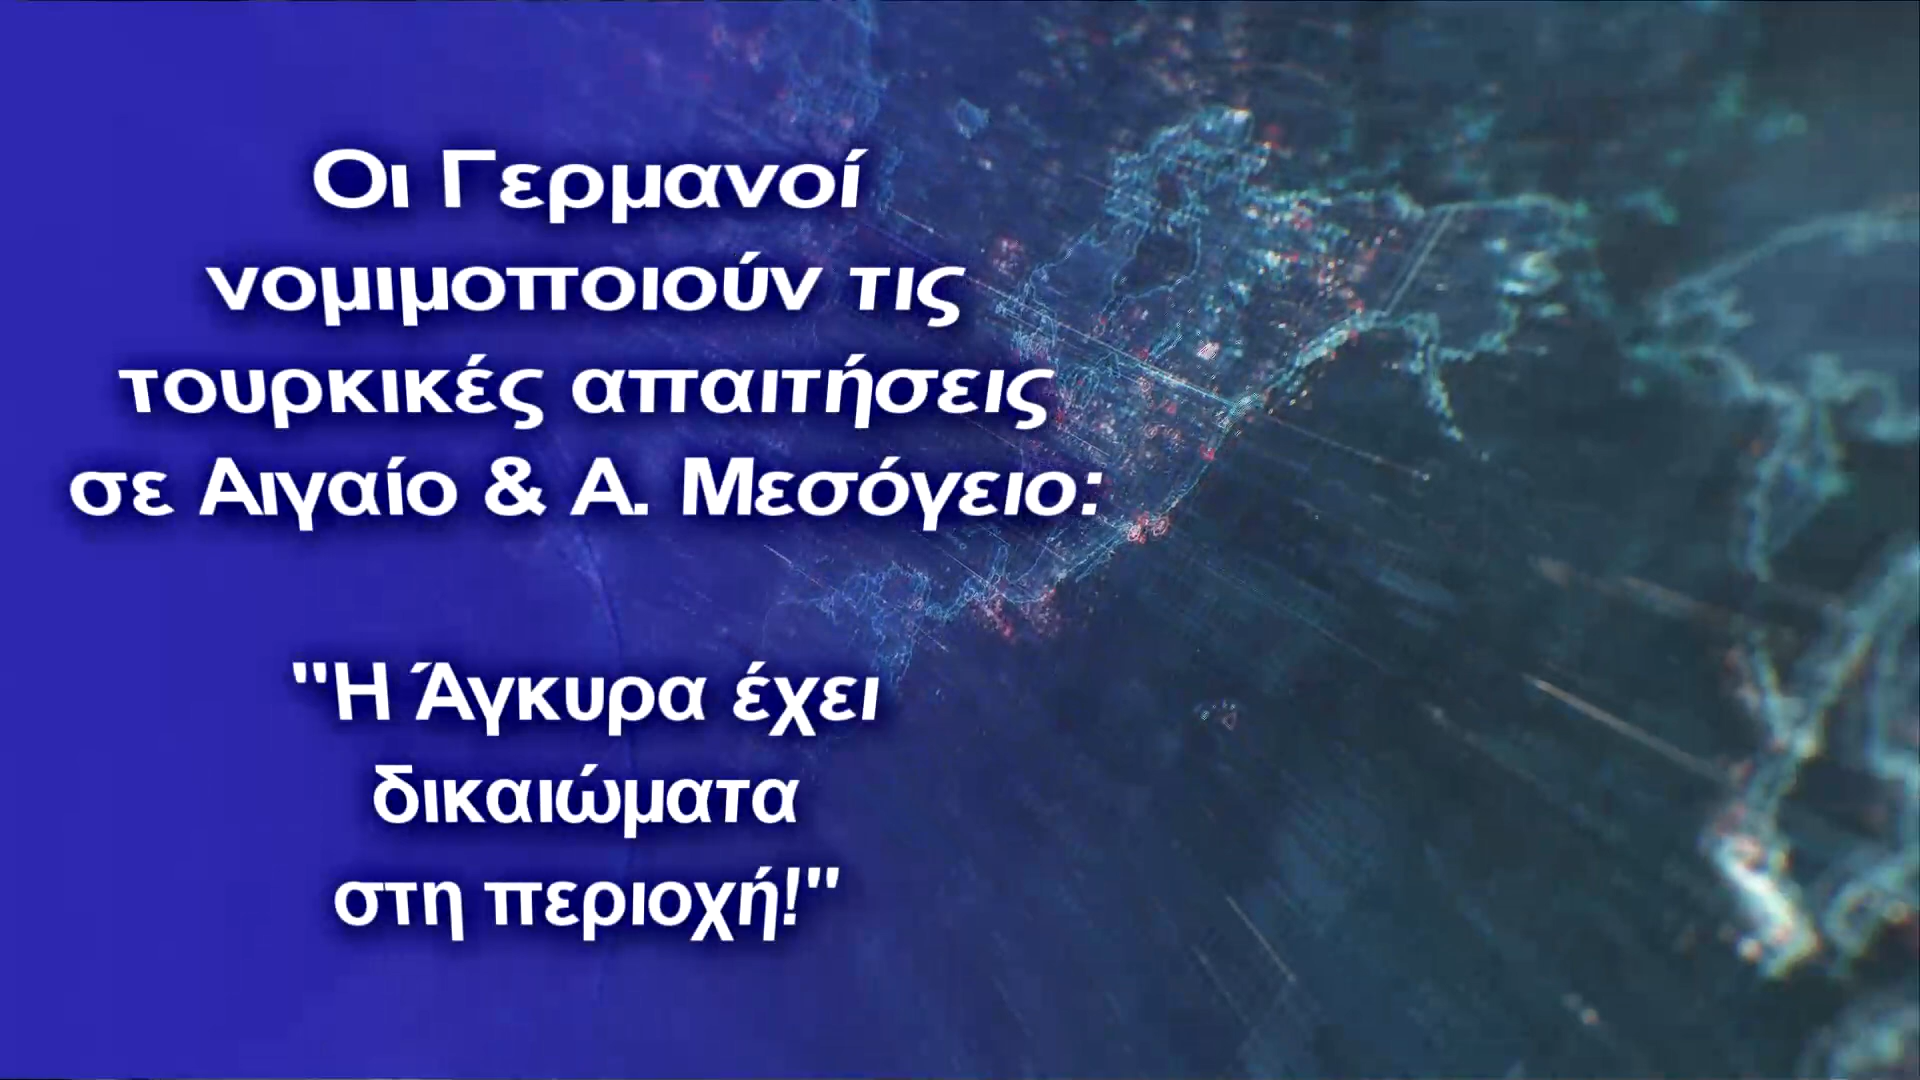 Οι Γερμανοί
νομιμοποιούν τις
τουρκικές απαιτήσεις
σε Αιγαίο & Α. Μεσόγειο:
"Η Άγκυρα έχει
δικαιώματα
στη περιοχή!"